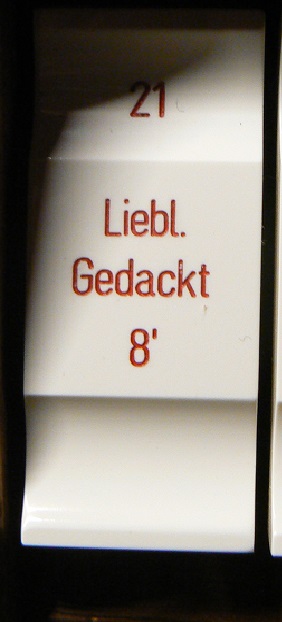 21
Liebl.
Gedackt
8'